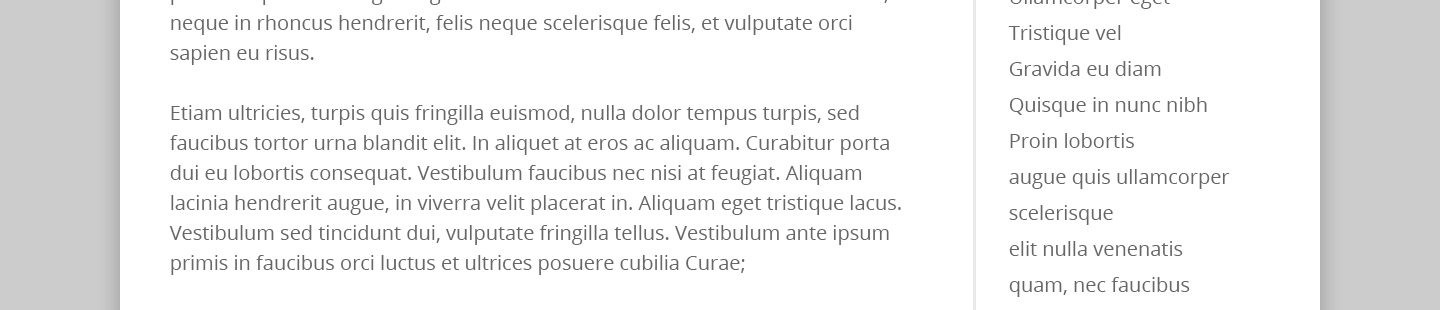 neque in rhoncus hendrerit, felis neque scelerisque felis, et vulputate orci
sapien eu risus.
Etiam ultricies, turpis quis fringilla euismod, nulla dolor tempus turpis, sed
faucibus tortor urna blandit elit. In aliquet at eros ac aliquam. Curabitur porta
dui eu lobortis consequat. Vestibulum faucibus nec nisi at feugiat. Aliquam
lacinia hendrerit augue, in viverra velit placerat in. Aliquam eget tristique lacus.
Vestibulum sed tincidunt dui, vulputate fringilla tellus. Vestibulum ante ipsum
primis in faucibus orci luctus et ultrices posuere cubilia Curae;
Ullamcorper eget
Tristique vel
Gravida eu diam
Quisque in nunc nibh
Proin lobortis
augue quis ullamcorper
scelerisque
elit nulla venenatis
quam, nec faucibus